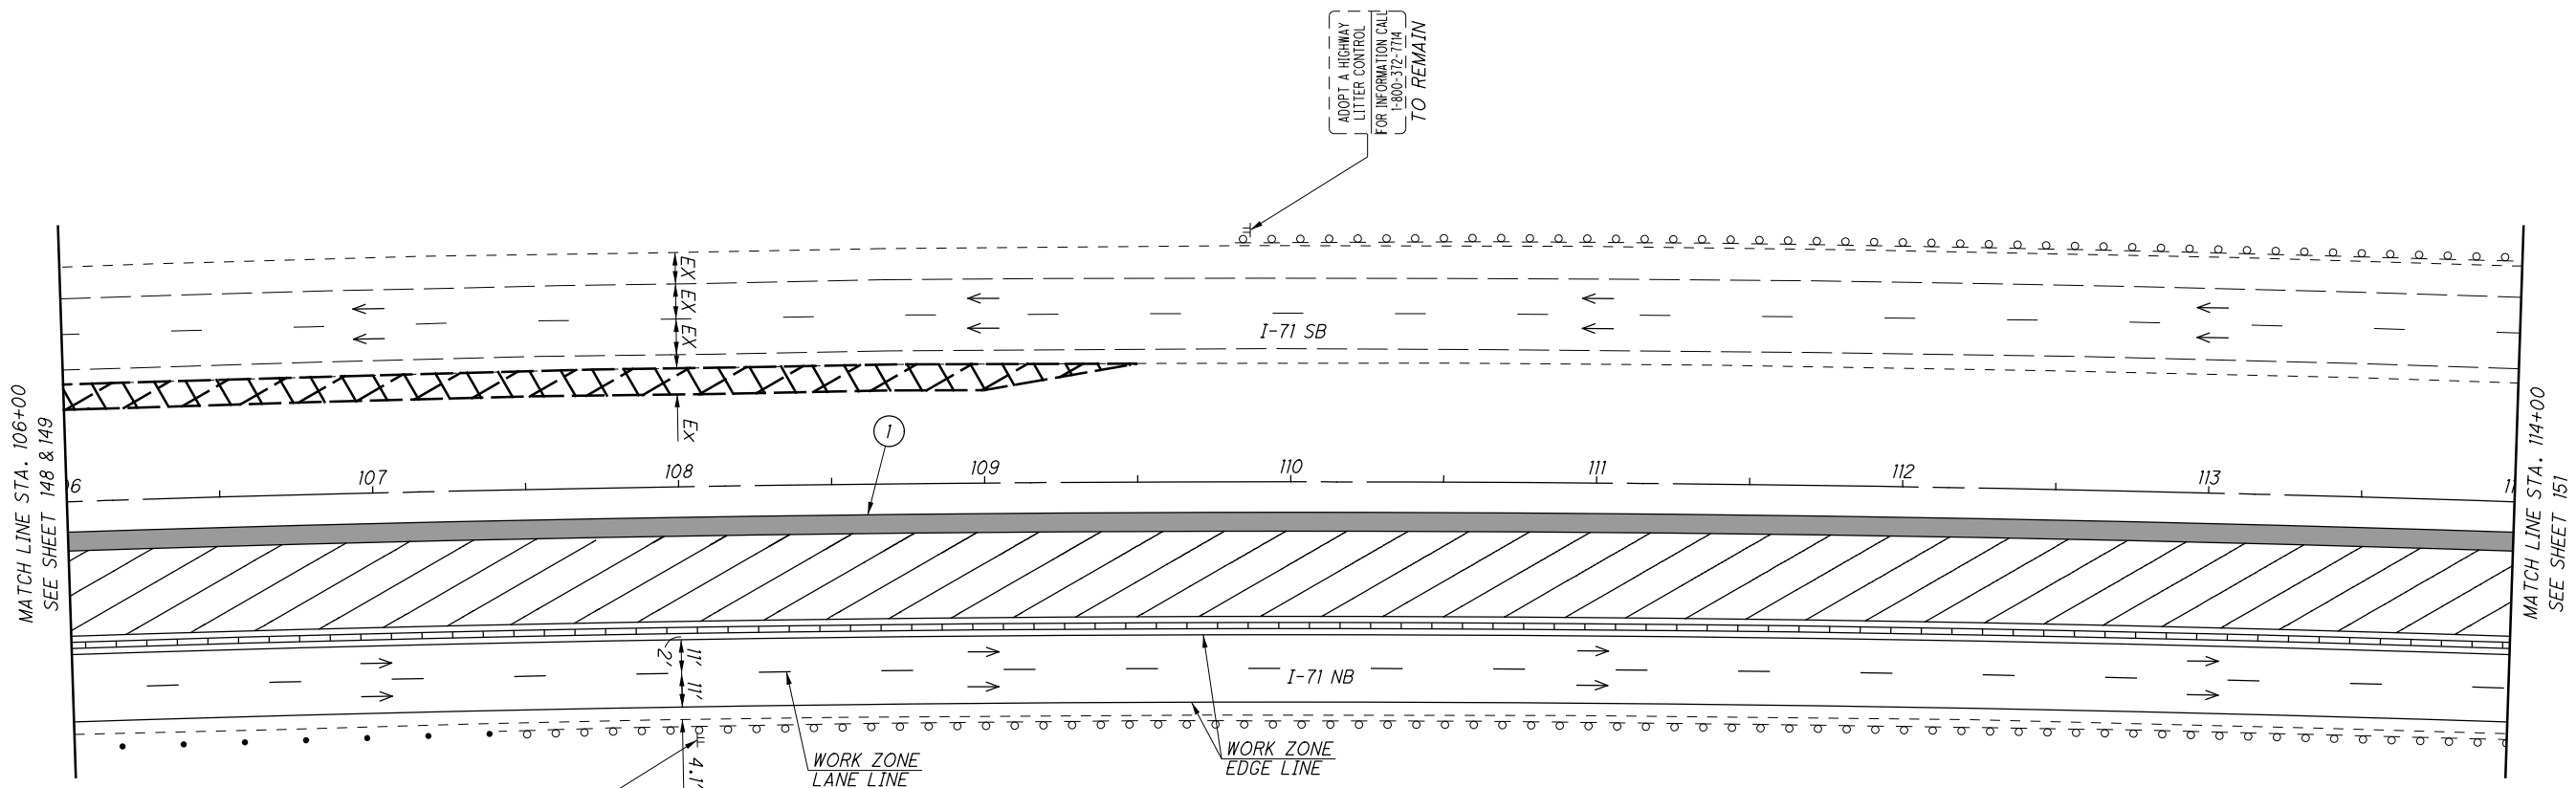 ADOPT A HIGHWAY
LITTER CONTROL
FOR INFORMATION CALL
1-800-372-7714
TO REMAIN
MATCH LINE STA. 106+00
SEE SHEET 148 & 149
EX
EX
EX
EX
I-71 SB
1
107
108
109
110
111
112
113
MATCH LINE STA. 114+00
SEE SHEET 151
2'
11'
11'
I-71 NB
4.1'
WORK ZONE
LANE LINE
WORK ZONE
EDGE LINE